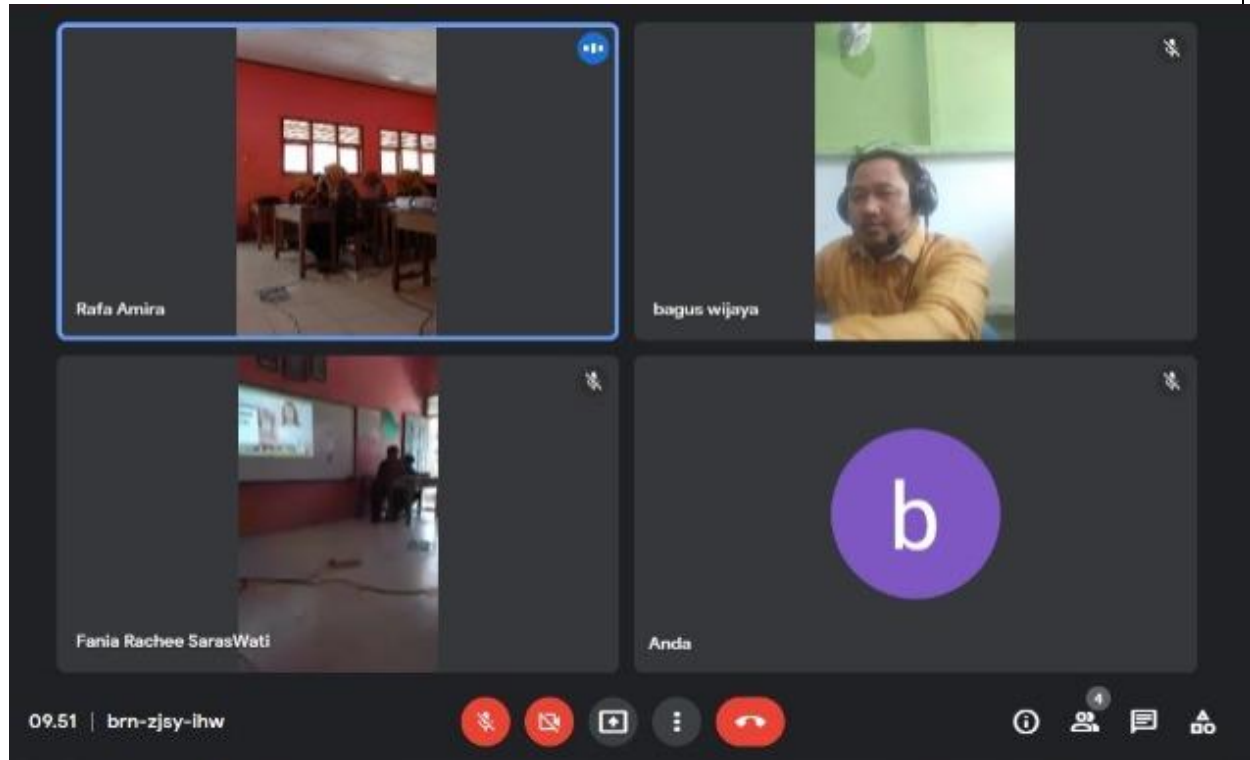 Rafa Amira
bagus wijaya
Fania Rachee SarasWati
b
Anda
09.51 | brn-zjsy-ihw
4